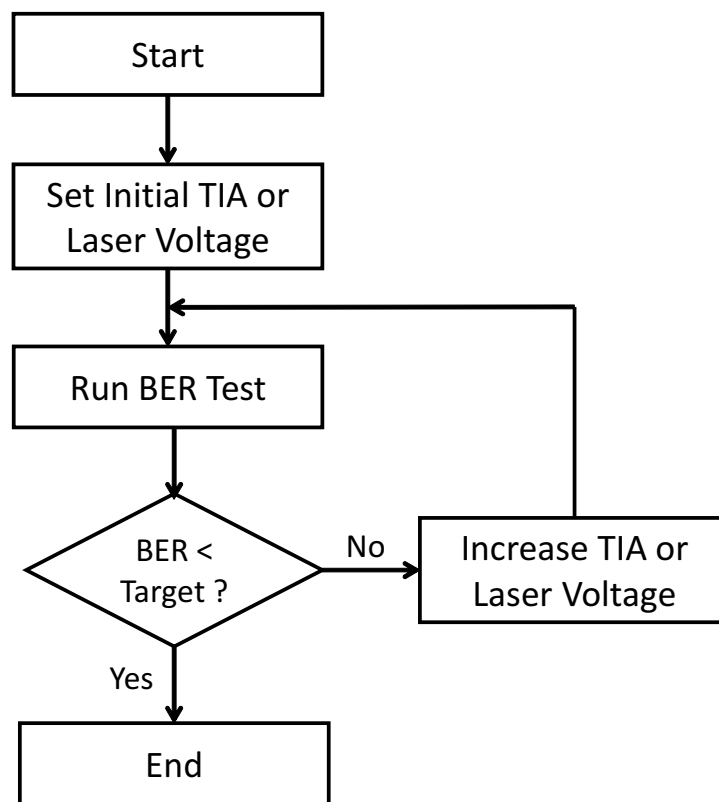 Start
Set Initial TIA or
Laser Voltage
Run BER Test
BER <
Target ?
No
Increase TIA or
Laser Voltage
Yes
End